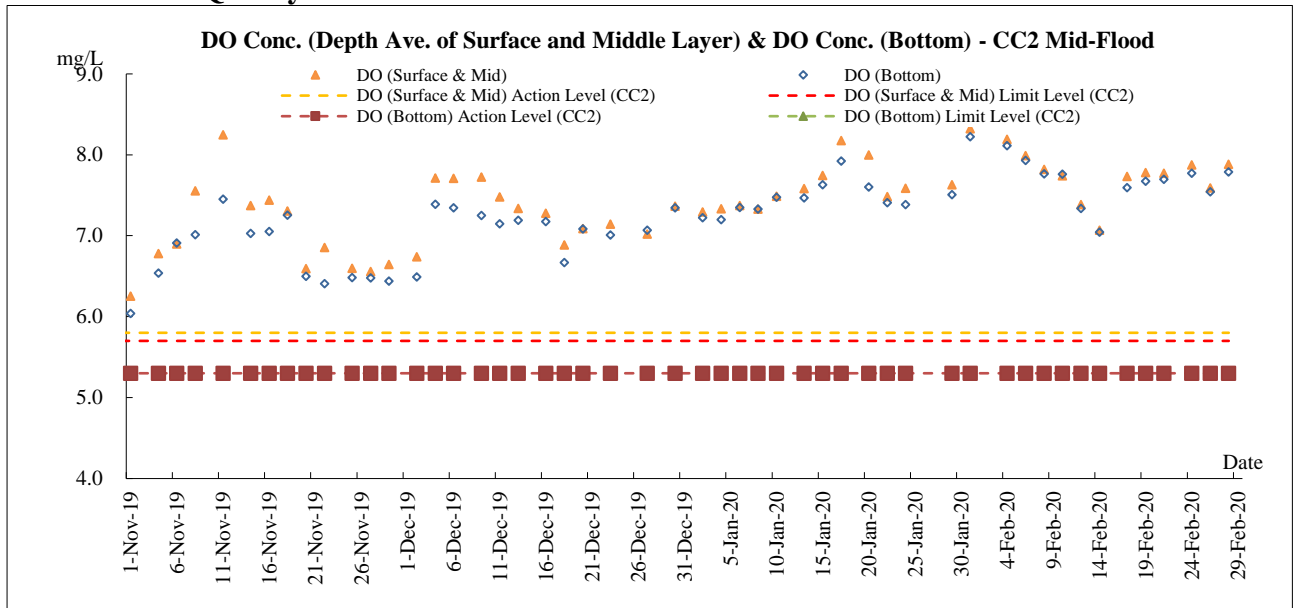 DO Conc. (Depth Ave. of Surface and Middle Layer) & DO Conc. (Bottom) - CC2 Mid-Flood
mg/L
DO (Surface & Mid)
DO (Bottom)
DO (Surface & Mid) Action Level (CC2)
DO (Surface & Mid) Limit Level (CC2)
DO (Bottom) Action Level (CC2)
DO (Bottom) Limit Level (CC2)
9.0
8.0
7.0
6.0
5.0
4.0
Date
1-Nov-19
6-Nov-19
11-Nov-19
16-Nov-19
21-Nov-19
26-Nov-19
1-Dec-19
6-Dec-19
11-Dec-19
16-Dec-19
21-Dec-19
26-Dec-19
31-Dec-19
5-Jan-20
10-Jan-20
15-Jan-20
20-Jan-20
25-Jan-20
30-Jan-20
4-Feb-20
9-Feb-20
14-Feb-20
19-Feb-20
24-Feb-20
29-Feb-20